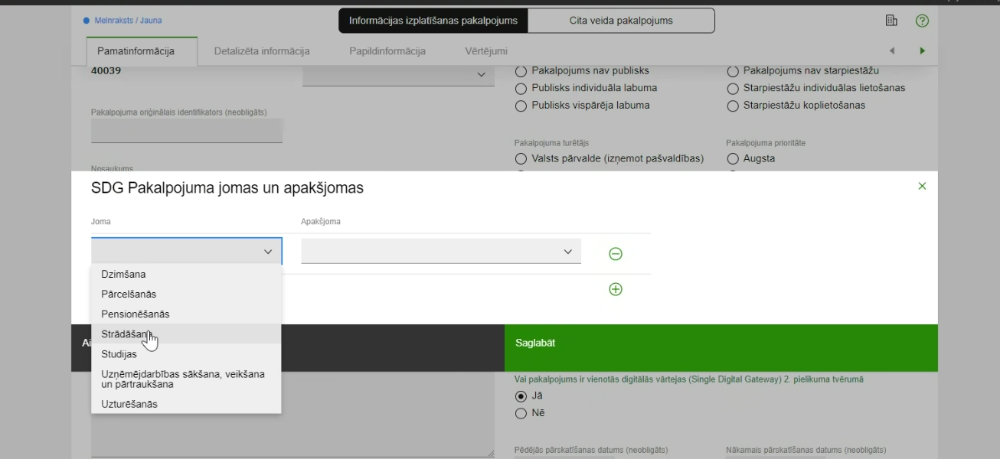 Melnraksts / Jauna
Informācijas izplatīšanas pakalpojums
Cita veida pakalpojums
Pamatinformācija
Detalizēta informācija
Papildinformācija
Vērtējumi
40039
Pakalpojums nav publisks
Publisks individuāla labuma
Publisks vispārēja labuma
Pakalpojums nav starpiestāžu
Starpiestāžu individuālas lietošanas
Starpiestāžu koplietošanas
Pakalpojuma oriģinālais identifikators (neobligāts)
Pakalpojuma turētājs
Pakalpojuma prioritāte
Valsts pārvalde (izņemot pašvaldības)
Augsta
Nosaukums
SDG Pakalpojuma jomas un apakšjomas
Joma
Apakšjoma
Dzimšana
Pārcelšanās
Pensionēšanās
Strādāšana
Studijas
Uzņēmējdarbības sākšana, veikšana
un pārtraukšana
Uzturēšanās
Saglabāt
Vai pakalpojums ir vienotās digitālās vārtejas (Single Digital Gateway) 2. pielikuma tvērumā
Jā
Nē
Pēdējās pārskatīšanas datums (neobligāts)
Nākamais pārskatīšanas datums (neobligāts)